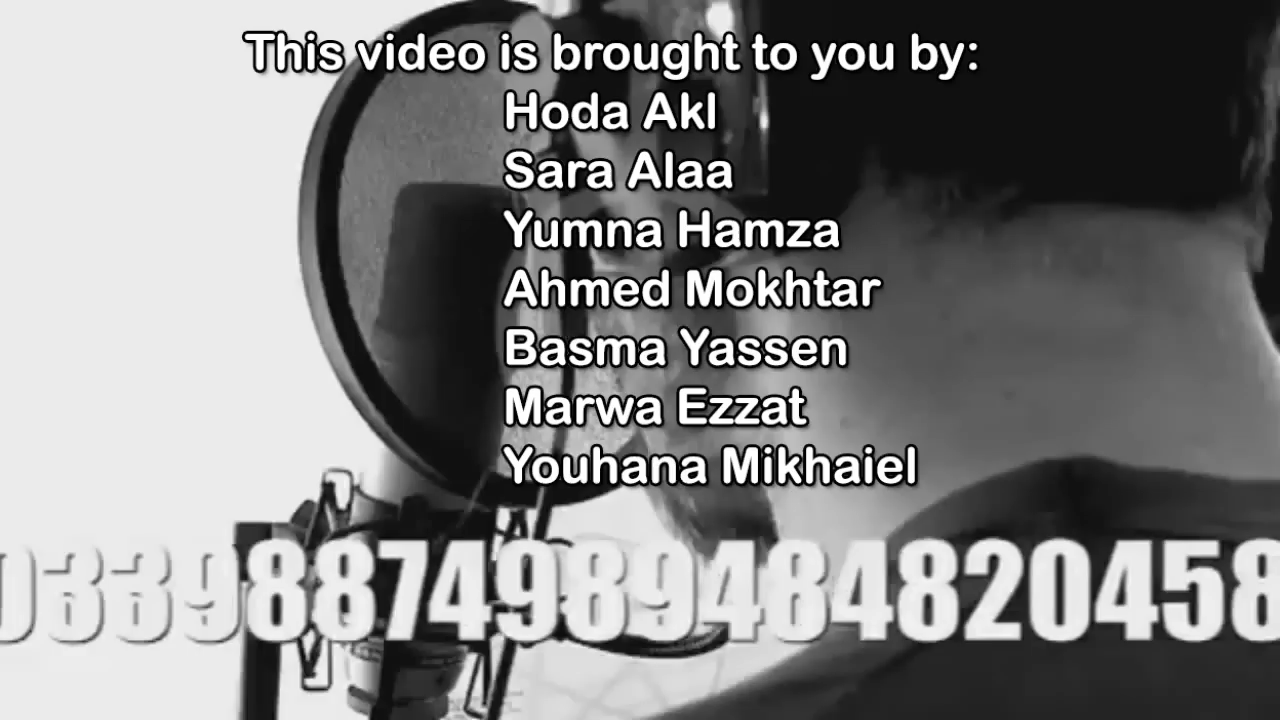 This video is brought to you by:
Hoda Akl
Sara Alaa
Yumna Hamza
Ahmed Mokhtar
Basma Yassen
Marwa Ezzat
Youhana Mikhaiel
03398874989484820458